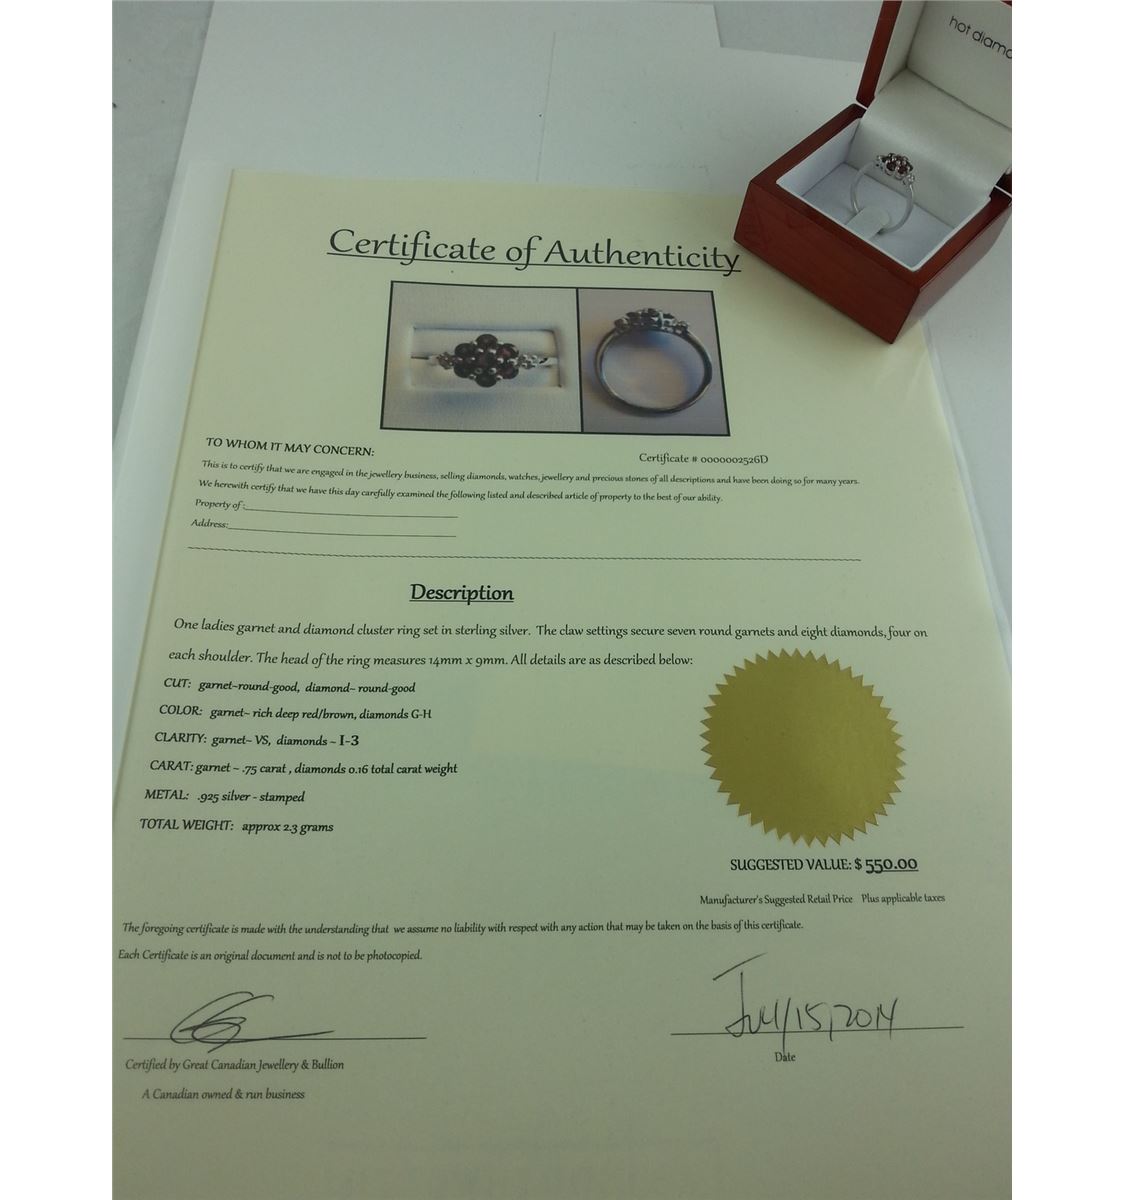 hot diamo
Certificate of Authenticity
TO WHOM IT MAY CONCERN:
Certificate # 0000002526D
This is to certify that we are engaged in the jewellery business, selling diamonds, watches, jewellery and precious stones of all descriptions and have been doing so for many years.
We herewith certify that we have this day carefully examined the following listed and described article of property to the best of our ability.
Property of:
Address:
Description
One ladies garnet and diamond cluster ring set in sterling silver. The claw settings secure seven round garnets and eight diamonds, four on
each shoulder. The head of the ring measures 14mm x 9mm. All details are as described below:
CUT: garnet~round-good, diamond~ round-good
COLOR: garnet~ rich deep red/brown, diamonds G-H
CLARITY: garnet~ VS, diamonds ~ I-3
CARAT: garnet ~ .75 carat , diamonds 0.16 total carat weight
METAL: .925 silver - stamped
TOTAL WEIGHT: approx 2.3 grams
SUGGESTED VALUE: $ 550.00
Manufacturer's Suggested Retail Price Plus applicable taxes
The foregoing certificate is made with the understanding that we assume no liability with respect with any action that may be taken on the basis of this certificate.
Each Certificate is an original document and is not to be photocopied.
July 15, 2014
Date
Certified by Great Canadian Jewellery & Bullion
A Canadian owned & run business